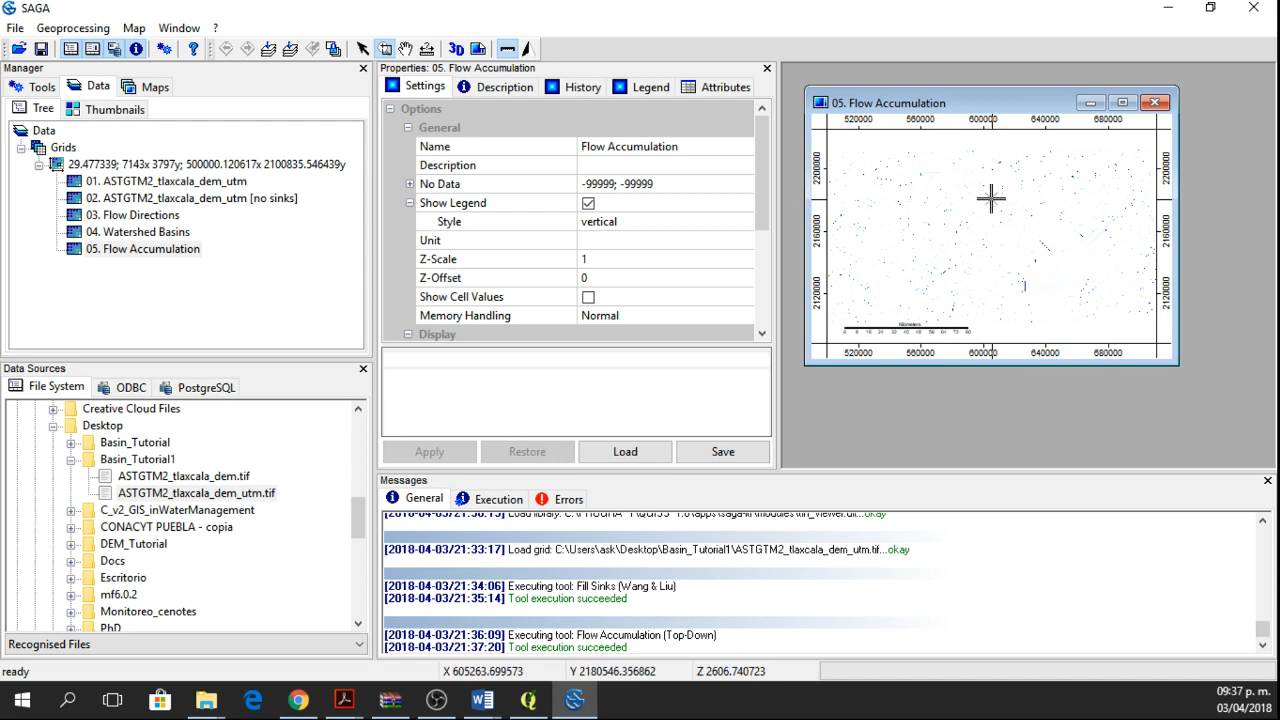 SAGA
File Geoprocessing Map Window ?
3D
Manager
Tools Data Maps
Tree Thumbnails
Data
Grids
29.477339; 7143x 3797y; 500000.120617x 2100835.546439y
01. ASTGTM2_tlaxcala_dem_utm
02. ASTGTM2_tlaxcala_dem_utm [no sinks]
03. Flow Directions
04. Watershed Basins
05. Flow Accumulation
Data Sources
File System ODBC PostgreSQL
Creative Cloud Files
Desktop
Basin_Tutorial
Basin_Tutorial1
ASTGTM2_tlaxcala_dem.tif
ASTGTM2_tlaxcala_dem_utm.tif
C_v2_GIS_inWaterManagement
CONACYT PUEBLA - copia
DEM_Tutorial
Docs
Escritorio
mf6.0.2
Monitoreo_cenotes
PhD
Recognised Files
Properties: 05. Flow Accumulation
Settings Description History Legend Attributes
Options
General
Name Flow Accumulation
Description
No Data -99999; -99999
Show Legend
Style vertical
Unit
Z-Scale 1
Z-Offset 0
Show Cell Values
Memory Handling Normal
Display
Apply Restore Load Save
05. Flow Accumulation
520000 560000 600000 640000 680000
2200000 2160000 2120000
2200000 2160000 2120000
Kilometers
520000 560000 600000 640000 680000
Messages
General Execution Errors
[2018-04-03/21:33:17] Load grid: C:\Users\ask\Desktop\Basin_Tutorial1\ASTGTM2_tlaxcala_dem_utm.tif...okay
[2018-04-03/21:34:06] Executing tool: Fill Sinks (Wang & Liu)
[2018-04-03/21:35:14] Tool execution succeeded
[2018-04-03/21:36:09] Executing tool: Flow Accumulation (Top-Down)
[2018-04-03/21:37:20] Tool execution succeeded
ready X 605263.699573 Y 2180546.356862 Z 2606.740723
09:37 p. m.
03/04/2018